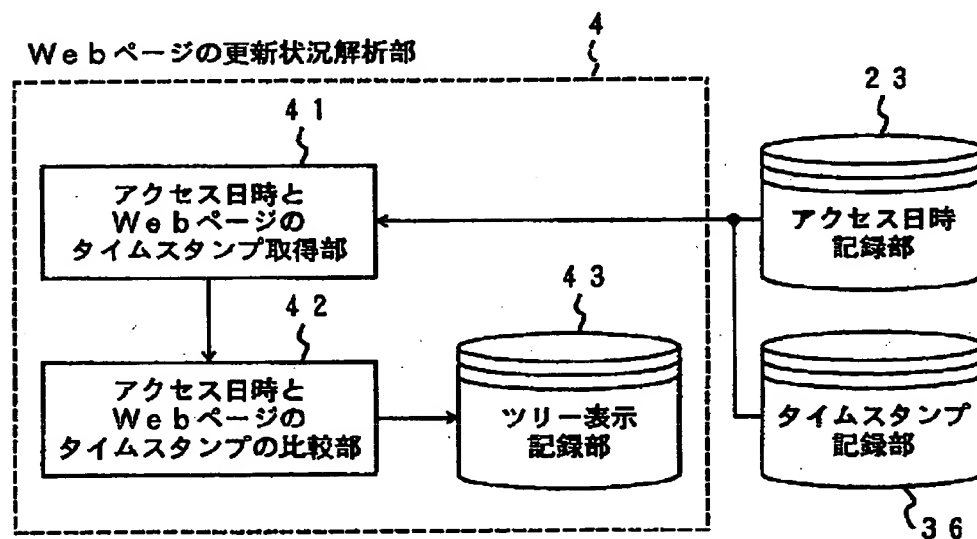 Ｗｅｂページの更新状況解析部
４
４１
アクセス日時と
Ｗｅｂページの
タイムスタンプ取得部
２３
アクセス日時
記録部
４２
アクセス日時と
Ｗｅｂページの
タイムスタンプの比較部
４３
ツリー表示
記録部
タイムスタンプ
記録部
３６